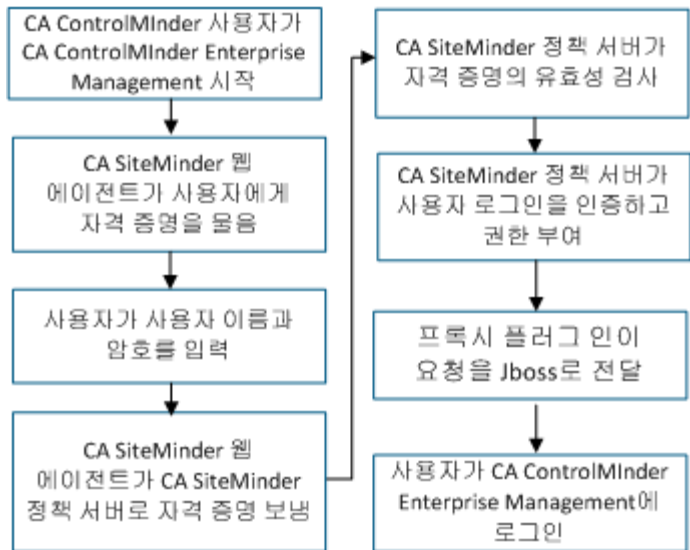 CA ControlMInder 사용자가
CA ControlMInder Enterprise
Management 시작
CA SiteMinder 웹
에이전트가 사용자에게
자격 증명을 물음
사용자가 사용자 이름과
암호를 입력
CA SiteMinder 웹
에이전트가 CA SiteMinder
정책 서버로 자격 증명 보냄
CA SiteMinder 정책 서버가
자격 증명의 유효성 검사
CA SiteMinder 정책 서버가
사용자 로그인을 인증하고
권한 부여
프록시 플러그 인이
요청을 Jboss로 전달
사용자가 CA ControlMInder
Enterprise Management에
로그인